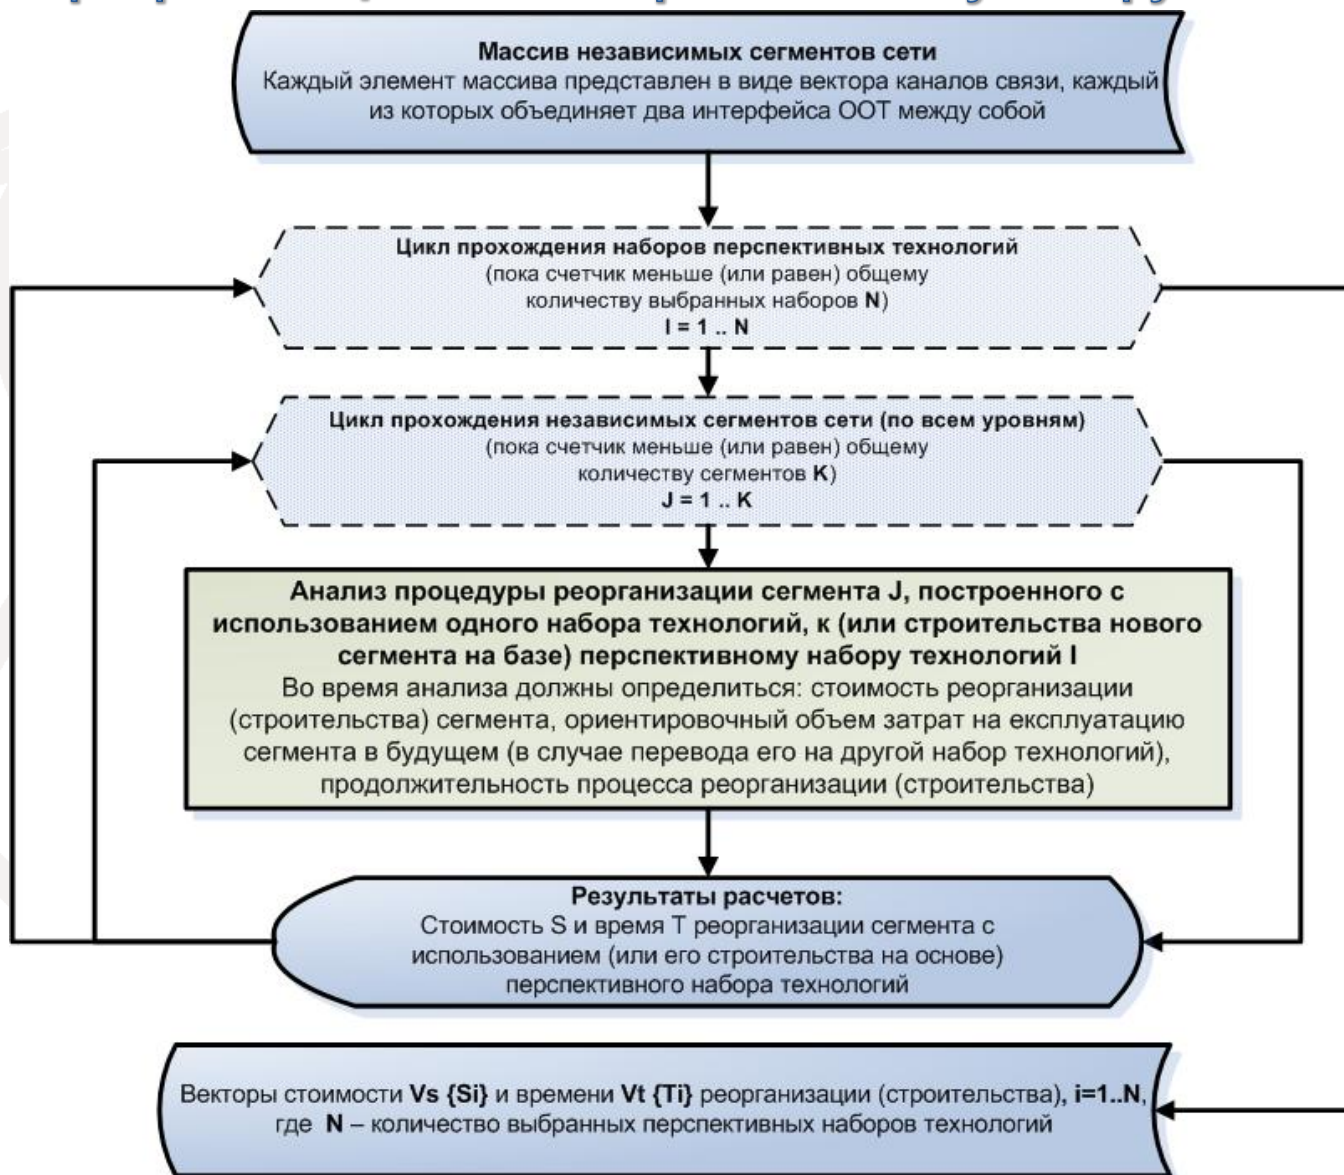 Массив независимых сегментов сети
Каждый элемент массива представлен в виде вектора каналов связи, каждый
из которых объединяет два интерфейса ООТ между собой
Цикл прохождения наборов перспективных технологий
(пока счетчик меньше (или равен) общему
количеству выбранных наборов N)
I = 1 .. N
Цикл прохождения независимых сегментов сети (по всем уровням)
(пока счетчик меньше (или равен) общему
количеству сегментов K)
J = 1 .. K
Анализ процедуры реорганизации сегмента J, построенного с
использованием одного набора технологий, к (или строительства нового
сегмента на базе) перспективному набору технологий I
Во время анализа должны определиться: стоимость реорганизации
(строительства) сегмента, ориентировочный объем затрат на експлуатацию
сегмента в будущем (в случае перевода его на другой набор технологий),
продолжительность процесса реорганизации (строительства)
Результаты расчетов:
Стоимость S и время T реорганизации сегмента с
использованием (или его строительства на основе)
перспективного набора технологий
Векторы стоимости Vs {Si} и времени Vt {Ti} реорганизации (строительства), i=1..N,
где N – количество выбранных перспективных наборов технологий